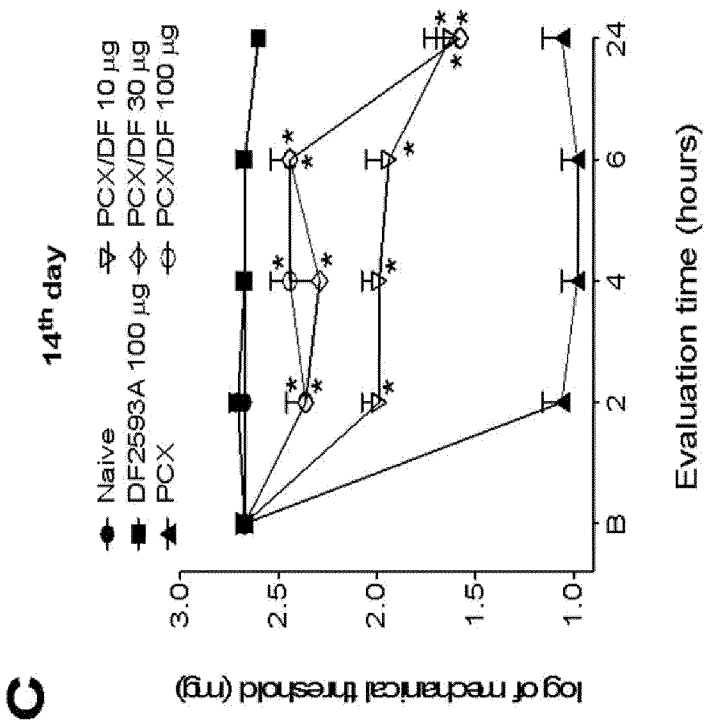 C
14th day
Naive
DF2593A 100 µg
PCX
PCX/DF 10 µg
PCX/DF 30 µg
PCX/DF 100 µg
log of mechanical threshold (mg)
3.0
2.5
2.0
1.5
1.0
* * * * * * * * * * * *
B 2 4 6 24
Evaluation time (hours)